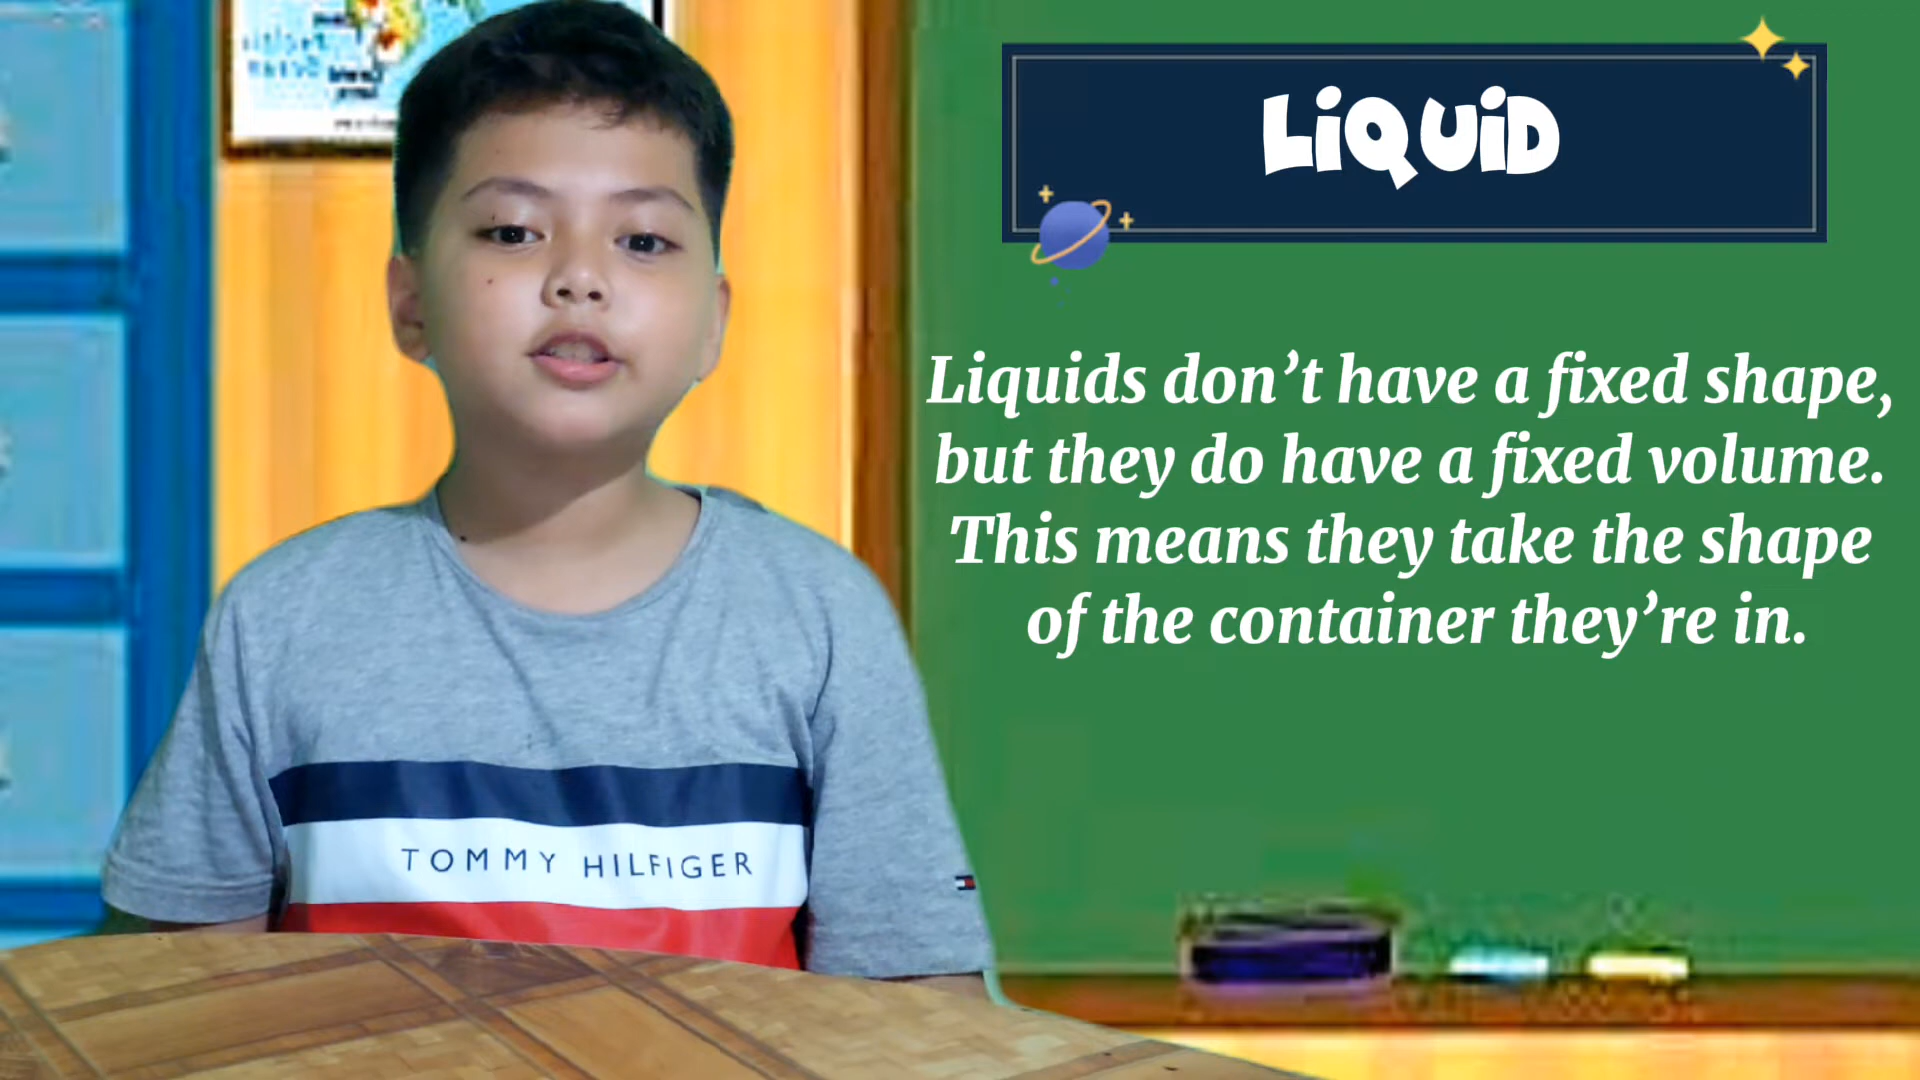 LiQUiD
Liquids don’t have a fixed shape,
but they do have a fixed volume.
This means they take the shape
of the container they’re in.
TOMMY HILFIGER